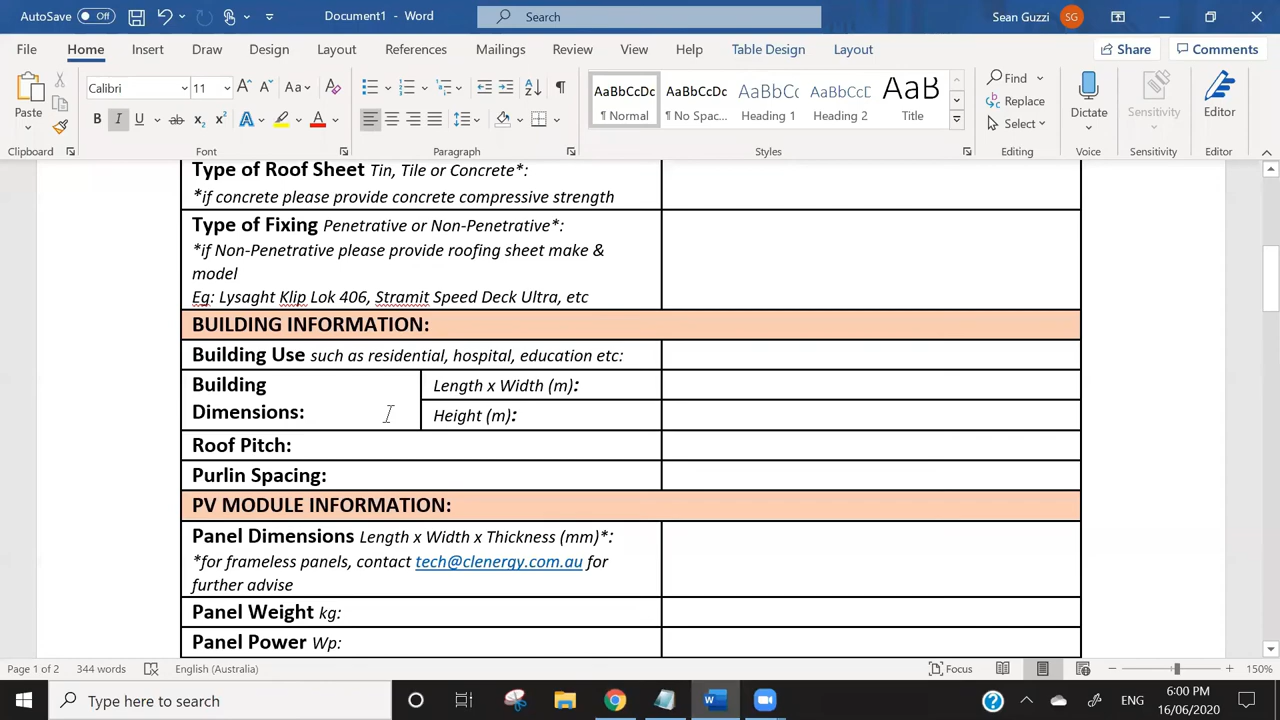 AutoSave Off Document1 - Word Search Sean Guzzi SG
File Home Insert Draw Design Layout References Mailings Review View Help Table Design Layout Share Comments
Paste Calibri 11 Aa AaBbCcDc AaBbCcDc AaBbCc AaBbCcD AaB Find Replace Select Dictate Sensitivity Editor
¶ Normal ¶ No Spac... Heading 1 Heading 2 Title
Clipboard Font Paragraph Styles Editing Voice Sensitivity Editor
Type of Roof Sheet Tin, Tile or Concrete*:
*if concrete please provide concrete compressive strength
Type of Fixing Penetrative or Non-Penetrative*:
*if Non-Penetrative please provide roofing sheet make &
model
Eg: Lysaght Klip Lok 406, Stramit Speed Deck Ultra, etc
BUILDING INFORMATION:
Building Use such as residential, hospital, education etc:
Building
Dimensions:
Length x Width (m):
Height (m):
Roof Pitch:
Purlin Spacing:
PV MODULE INFORMATION:
Panel Dimensions Length x Width x Thickness (mm)*:
*for frameless panels, contact tech@clenergy.com.au for
further advise
Panel Weight kg:
Panel Power Wp:
Page 1 of 2 344 words English (Australia) Focus 150%
Type here to search ENG 6:00 PM
16/06/2020